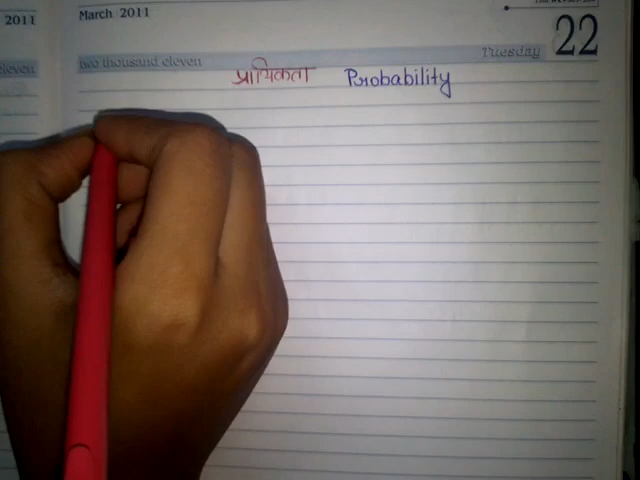 2011
March 2011
22
Tuesday
eleven
two thousand eleven
प्रायिकता Probability